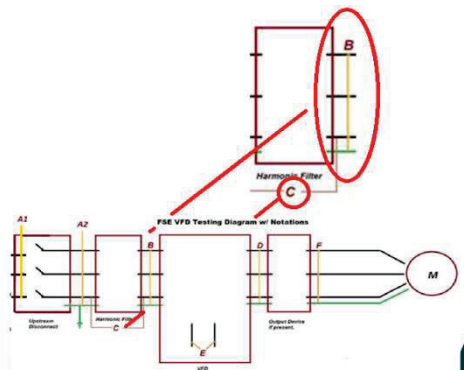 B
Harmonic Filter
C
FSE VFD Testing Diagram w/ Notations
A1
A2
B
D
F
M
Upstream
Disconnect
Harmonic Filter
C
E
Output Device
if present.
VFD